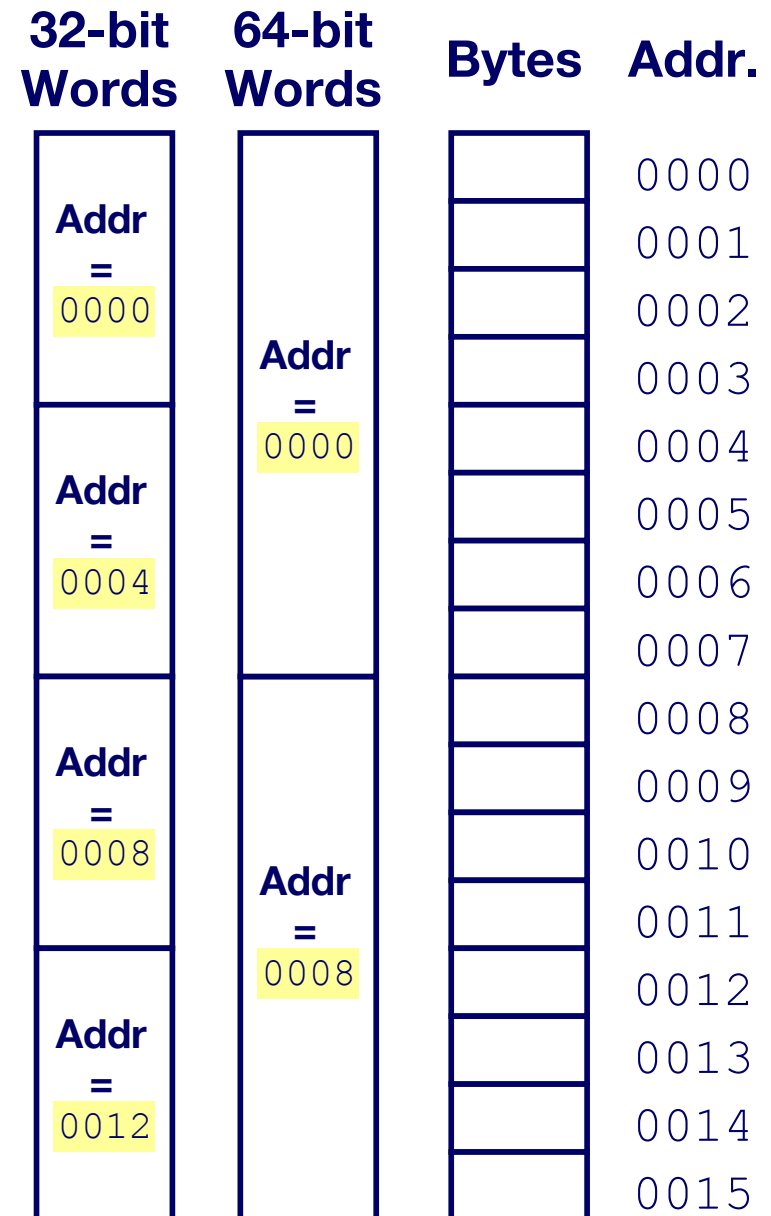 32-bit Words
64-bit Words
Bytes
Addr.
Addr
=
0000
Addr
=
0004
Addr
=
0008
Addr
=
0012
Addr
=
0000
Addr
=
0008
0000
0001
0002
0003
0004
0005
0006
0007
0008
0009
0010
0011
0012
0013
0014
0015